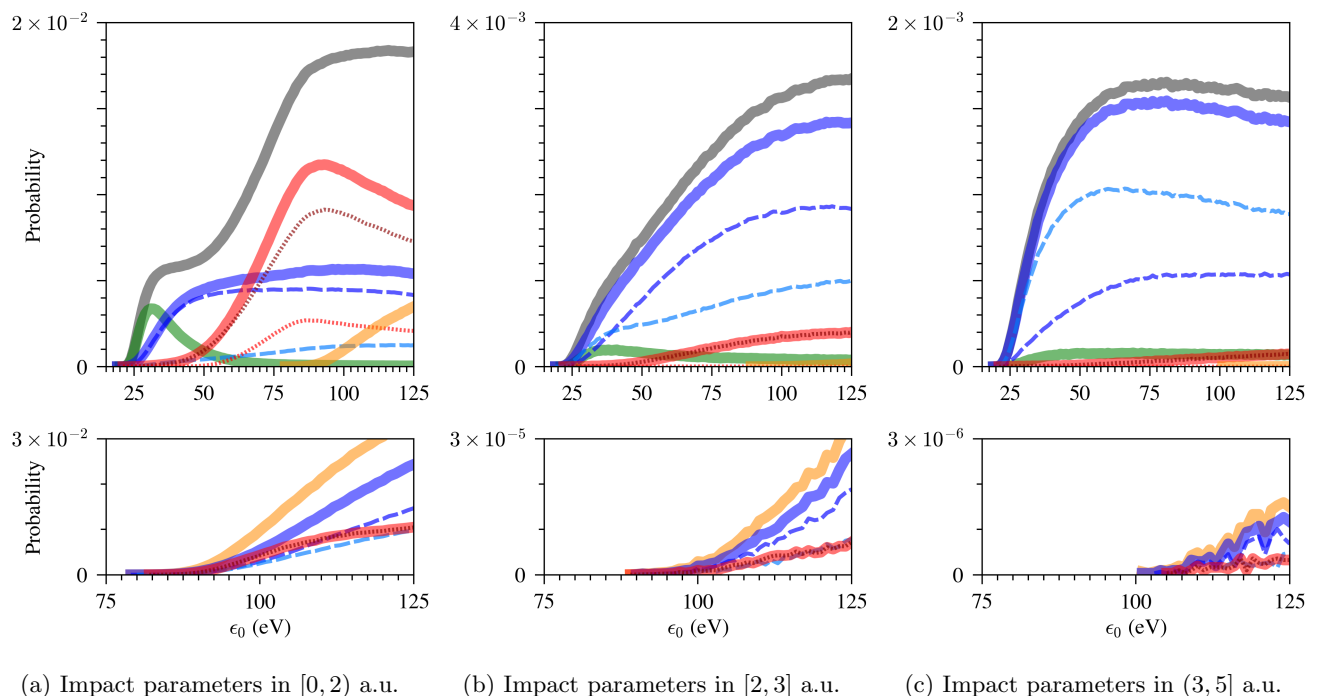 2 × 10⁻²
Probability
0
25
50
75
100
125
4 × 10⁻³
0
25
50
75
100
125
2 × 10⁻³
0
25
50
75
100
125
3 × 10⁻²
Probability
0
75
100
125
ϵ₀ (eV)
3 × 10⁻⁵
0
75
100
125
ϵ₀ (eV)
3 × 10⁻⁶
0
75
100
125
ϵ₀ (eV)
(a) Impact parameters in [0, 2) a.u.
(b) Impact parameters in [2, 3] a.u.
(c) Impact parameters in (3, 5] a.u.